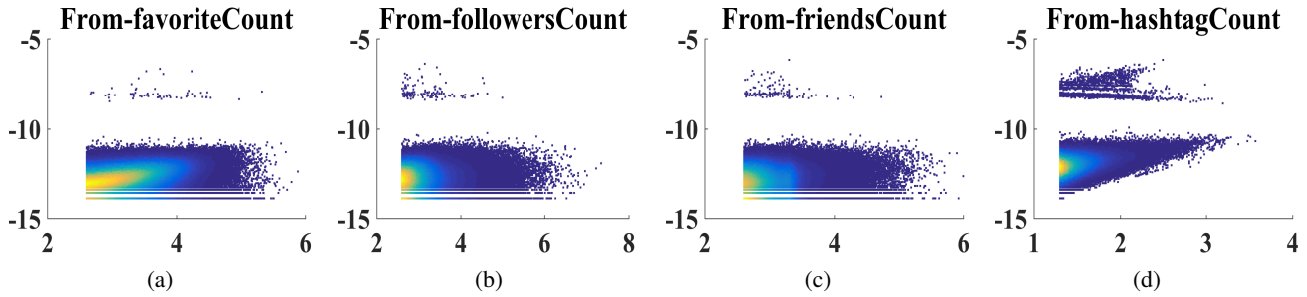 From-favoriteCount
-5
-10
-15
2 4 6
(a)
From-followersCount
-5
-10
-15
2 4 6 8
(b)
From-friendsCount
-5
-10
-15
2 4 6
(c)
From-hashtagCount
-5
-10
-15
1 2 3 4
(d)